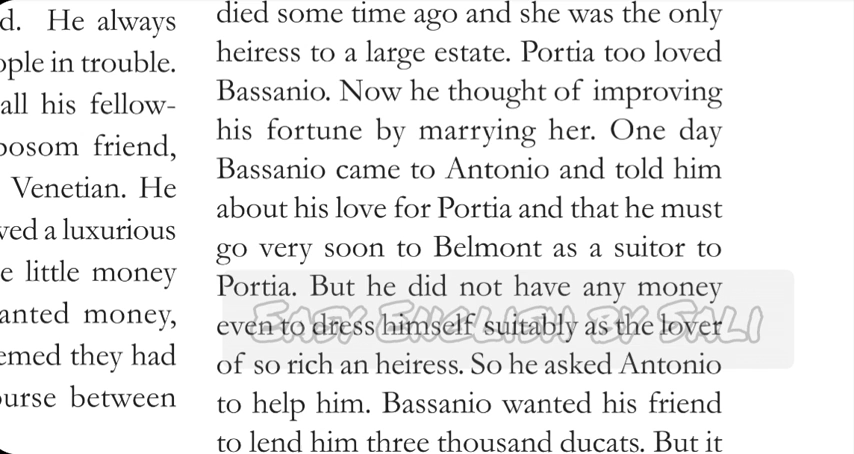 d. He always
ople in trouble.
all his fellow-
bosom friend,
Venetian. He
ved a luxurious
e little money
anted money,
emed they had
ourse between
died some time ago and she was the only
heiress to a large estate. Portia too loved
Bassanio. Now he thought of improving
his fortune by marrying her. One day
Bassanio came to Antonio and told him
about his love for Portia and that he must
go very soon to Belmont as a suitor to
Portia. But he did not have any money
even to dress himself suitably as the lover
of so rich an heiress. So he asked Antonio
to help him. Bassanio wanted his friend
to lend him three thousand ducats. But it
Easy English by Sali